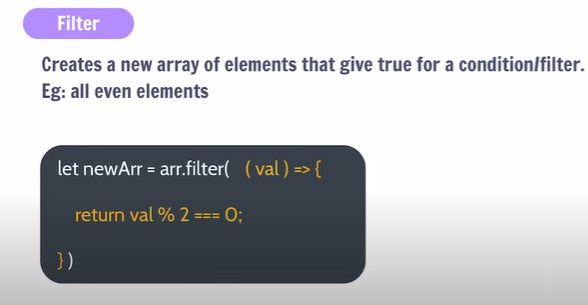 Filter
Creates a new array of elements that give true for a condition/filter.
Eg: all even elements
let newArr = arr.filter( ( val ) => {
return val % 2 === 0;
} )